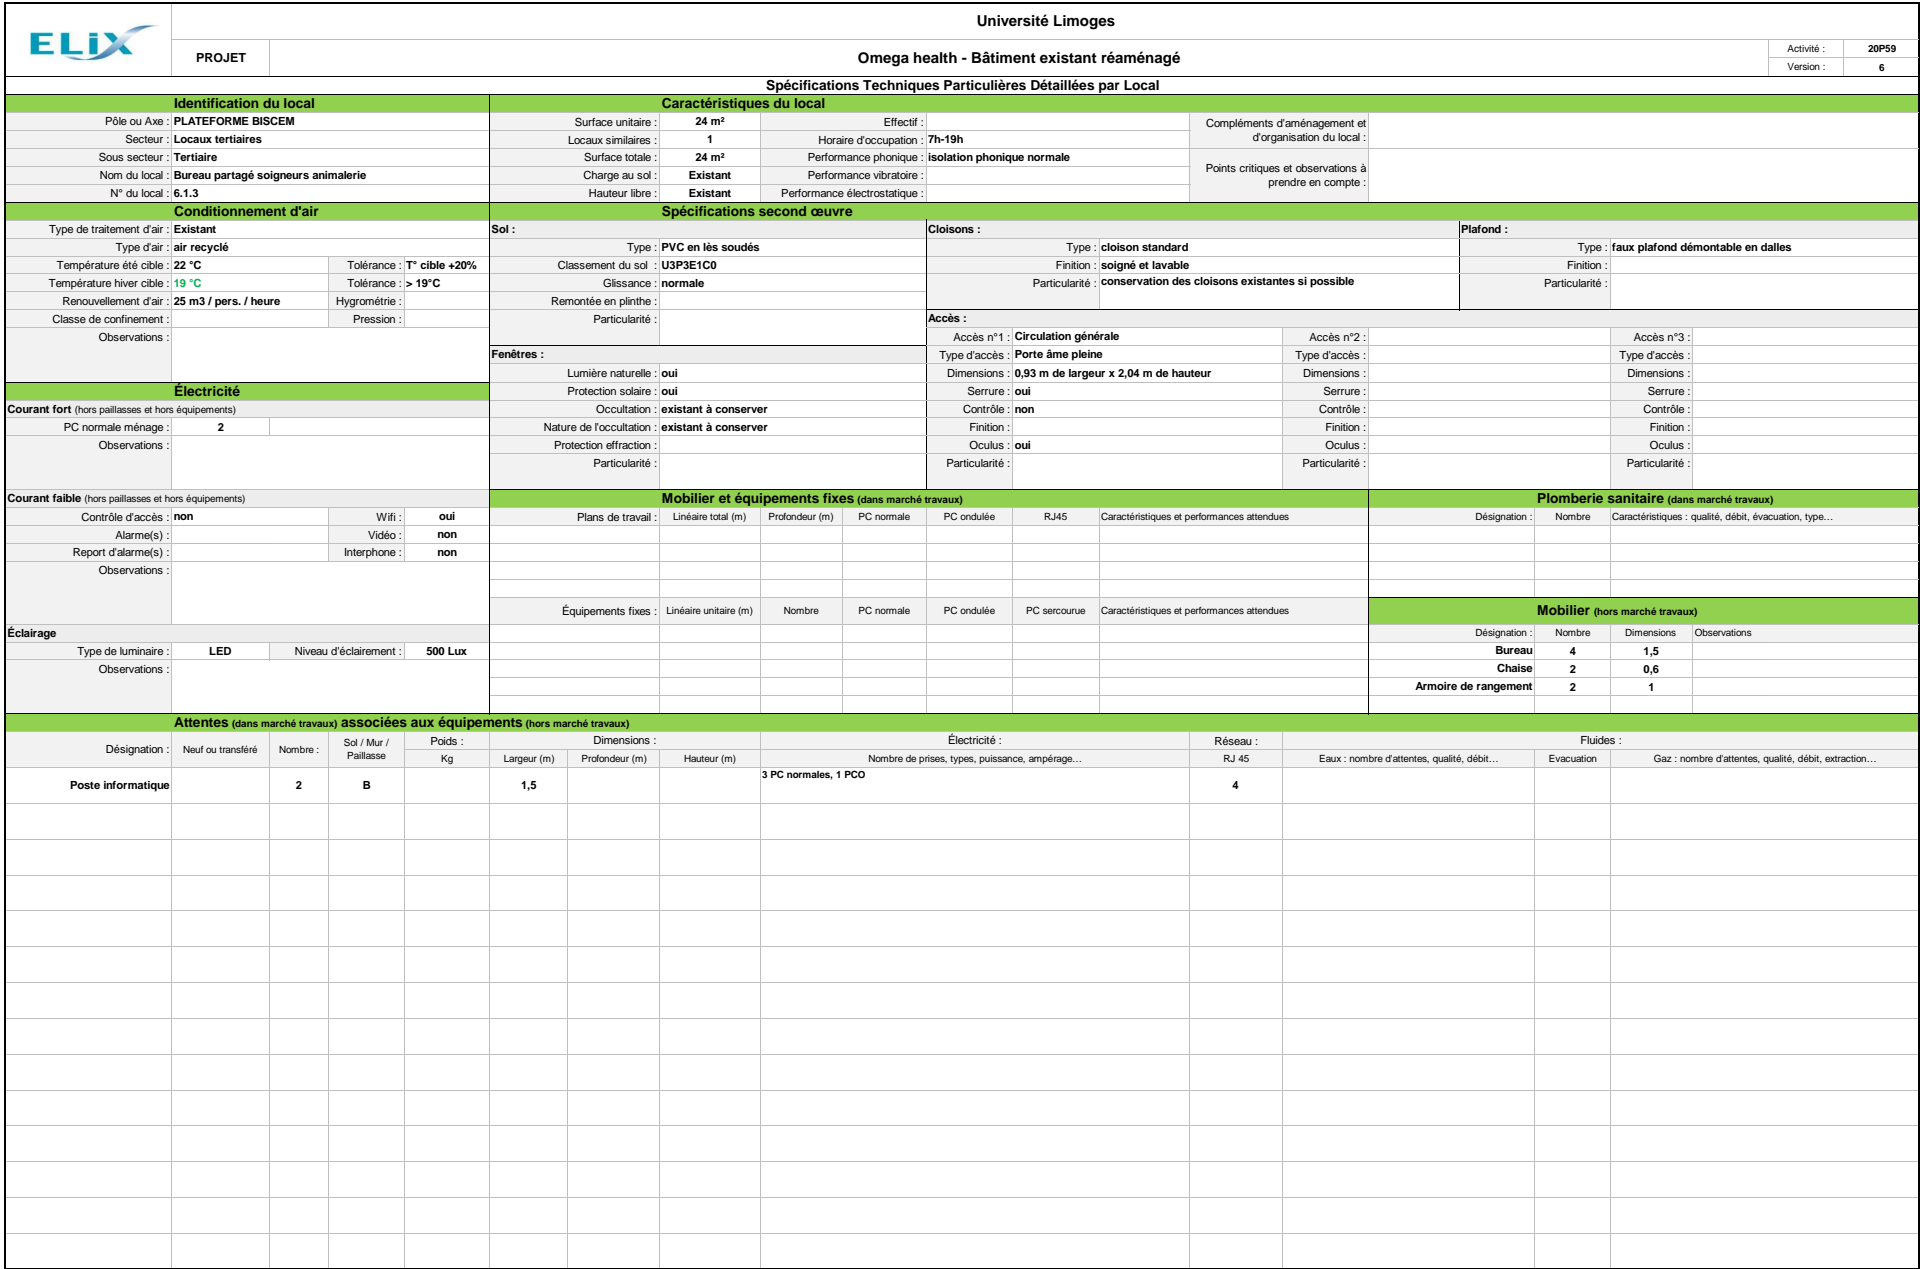 ELiX
Université Limoges
PROJET
Omega health - Bâtiment existant réaménagé
Activité : 20P59
Version : 6
Spécifications Techniques Particulières Détaillées par Local
Identification du local
Pôle ou Axe : PLATEFORME BISCEM
Secteur : Locaux tertiaires
Sous secteur : Tertiaire
Nom du local : Bureau partagé soigneurs animalerie
N° du local : 6.1.3
Caractéristiques du local
Surface unitaire : 24 m²
Locaux similaires : 1
Surface totale : 24 m²
Charge au sol : Existant
Hauteur libre : Existant
Effectif :
Horaire d'occupation : 7h-19h
Performance phonique : isolation phonique normale
Performance vibratoire :
Performance électrostatique :
Compléments d'aménagement et
d'organisation du local :
Points critiques et observations à
prendre en compte :
Conditionnement d'air
Type de traitement d'air : Existant
Type d'air : air recyclé
Température été cible : 22 °C Tolérance : T° cible +20%
Température hiver cible : 19 °C Tolérance : > 19°C
Renouvellement d'air : 25 m3 / pers. / heure Hygrométrie :
Classe de confinement : Pression :
Observations :
Électricité
Courant fort (hors paillasses et hors équipements)
PC normale ménage : 2
Observations :
Courant faible (hors paillasses et hors équipements)
Contrôle d'accès : non Wifi : oui
Alarme(s) : Vidéo : non
Report d'alarme(s) : Interphone : non
Observations :
Éclairage
Type de luminaire : LED Niveau d'éclairement : 500 Lux
Observations :
Spécifications second œuvre
Sol :
Type : PVC en lès soudés
Classement du sol : U3P3E1C0
Glissance : normale
Remontée en plinthe :
Particularité :
Fenêtres :
Lumière naturelle : oui
Protection solaire : oui
Occultation : existant à conserver
Nature de l'occultation : existant à conserver
Protection effraction :
Particularité :
Cloisons :
Type : cloison standard
Finition : soigné et lavable
Particularité : conservation des cloisons existantes si possible
Plafond :
Type : faux plafond démontable en dalles
Finition :
Particularité :
Accès :
Accès n°1 : Circulation générale Accès n°2 : Accès n°3 :
Type d'accès : Porte âme pleine Type d'accès : Type d'accès :
Dimensions : 0,93 m de largeur x 2,04 m de hauteur Dimensions : Dimensions :
Serrure : oui Serrure : Serrure :
Contrôle : non Contrôle : Contrôle :
Finition : Finition : Finition :
Oculus : oui Oculus : Oculus :
Particularité : Particularité : Particularité :
Mobilier et équipements fixes (dans marché travaux)
Plans de travail : Linéaire total (m) Profondeur (m) PC normale PC ondulée RJ45 Caractéristiques et performances attendues
Équipements fixes : Linéaire unitaire (m) Nombre PC normale PC ondulée PC sercourue Caractéristiques et performances attendues
Plomberie sanitaire (dans marché travaux)
Désignation : Nombre Caractéristiques : qualité, débit, évacuation, type…
Mobilier (hors marché travaux)
Désignation : Nombre Dimensions Observations
Bureau 4 1,5
Chaise 2 0,6
Armoire de rangement 2 1
Attentes (dans marché travaux) associées aux équipements (hors marché travaux)
Désignation : Neuf ou transféré Nombre : Sol / Mur / Paillasse Poids : Dimensions : Électricité : Réseau : Fluides :
Kg Largeur (m) Profondeur (m) Hauteur (m) Nombre de prises, types, puissance, ampérage… RJ 45 Eaux : nombre d'attentes, qualité, débit… Evacuation Gaz : nombre d'attentes, qualité, débit, extraction…
Poste informatique 2 B 1,5 3 PC normales, 1 PCO 4